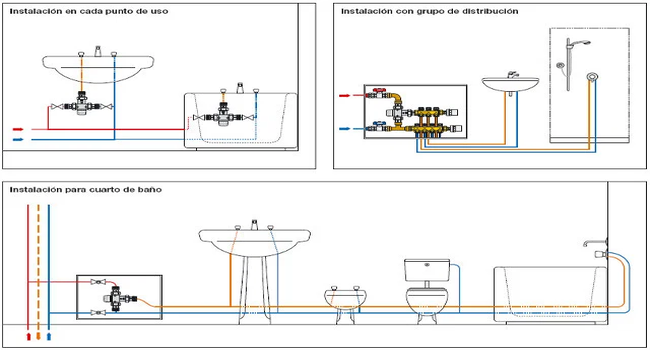 Instalación en cada punto de uso
Instalación con grupo de distribución
Instalación para cuarto de baño